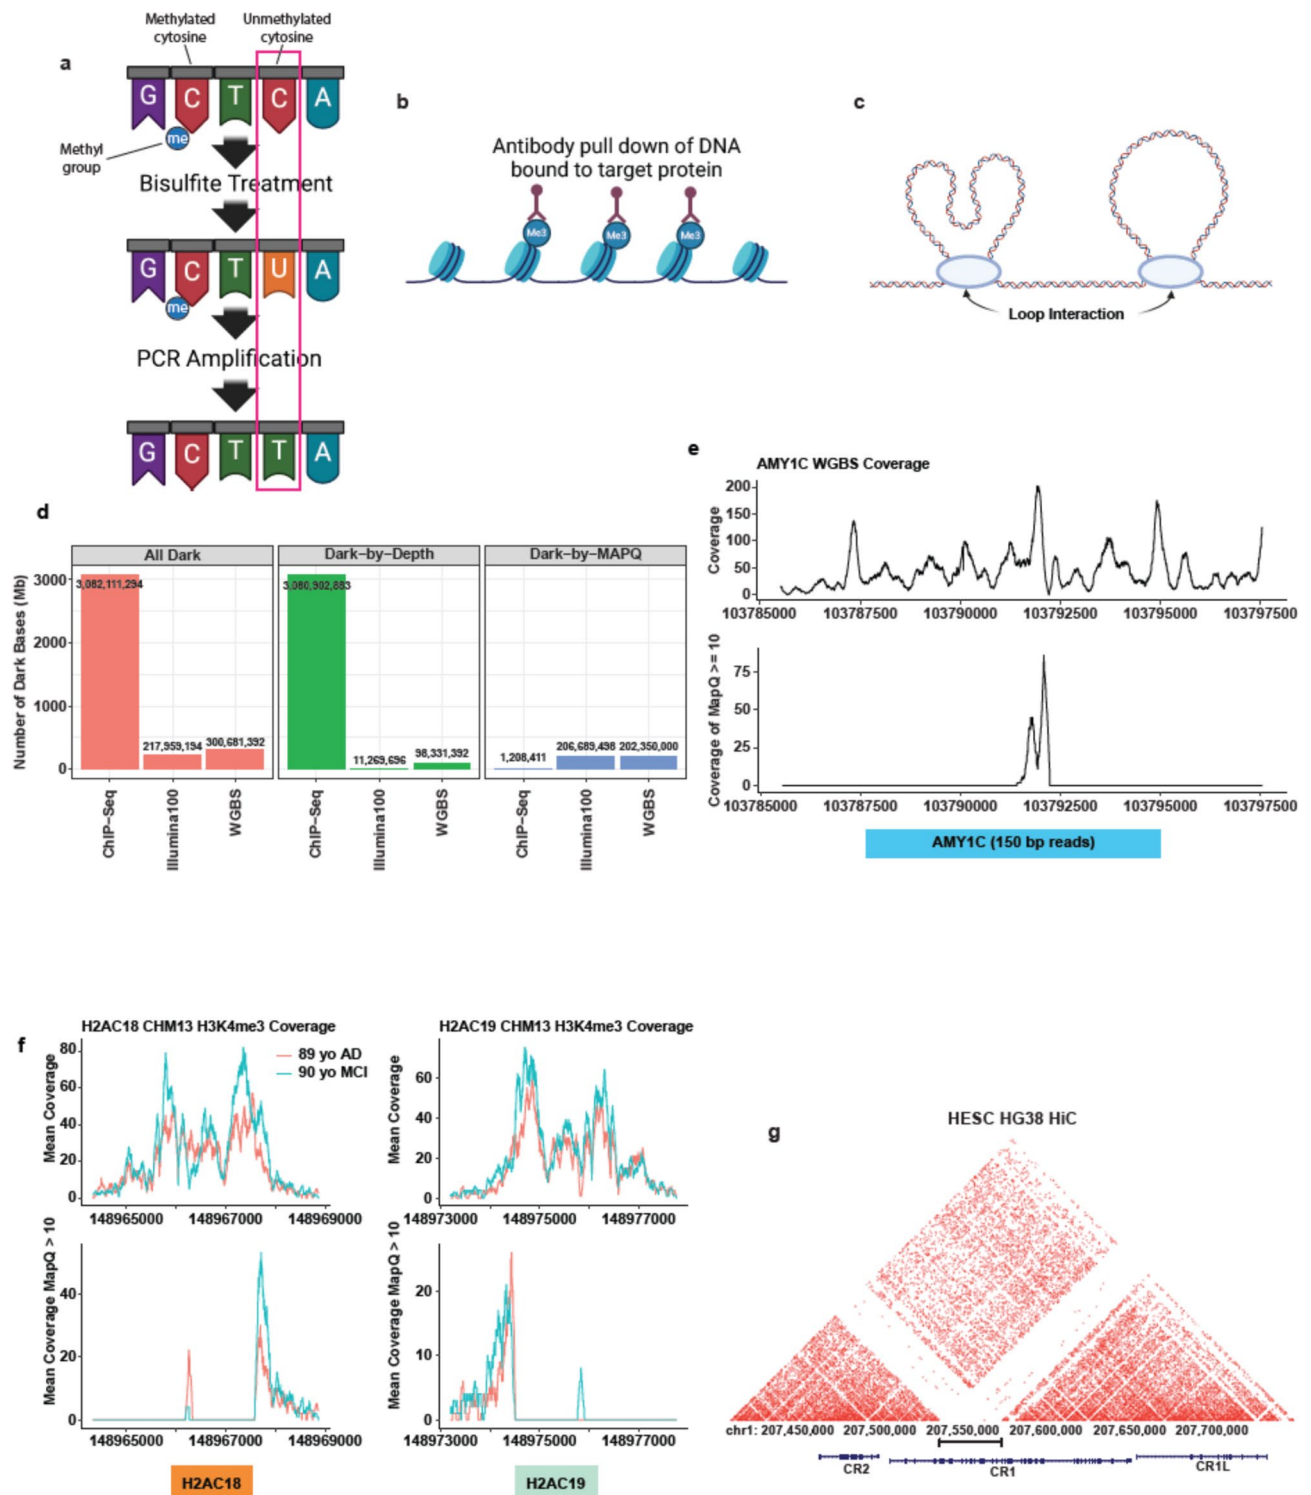 a
Methylated
cytosine
Unmethylated
cytosine
G C T C A
me
Methyl
group
Bisulfite Treatment
G C T U A
me
PCR Amplification
G C T T A
b
Antibody pull down of DNA
bound to target protein
Me3 Me3 Me3
c
Loop Interaction
d
All Dark
Dark-by-Depth
Dark-by-MAPQ
Number of Dark Bases (Mb)
3000
2000
1000
0
3,082,111,294
217,959,194
300,681,392
3,080,902,883
11,269,696
98,331,392
1,208,411
206,689,498
202,350,000
ChIP-Seq
Illumina100
WGBS
ChIP-Seq
Illumina100
WGBS
ChIP-Seq
Illumina100
WGBS
e
AMY1C WGBS Coverage
Coverage
200
150
100
50
0
103785000 103787500 103790000 103792500 103795000 103797500
Coverage of MapQ >= 10
75
50
25
0
103785000 103787500 103790000 103792500 103795000 103797500
AMY1C (150 bp reads)
f
H2AC18 CHM13 H3K4me3 Coverage
89 yo AD
90 yo MCI
Mean Coverage
80
60
40
20
0
148965000 148967000 148969000
Mean Coverage MapQ > 10
40
20
0
148965000 148967000 148969000
H2AC18
H2AC19 CHM13 H3K4me3 Coverage
Mean Coverage
60
40
20
0
148973000 148975000 148977000
Mean Coverage MapQ > 10
20
10
0
148973000 148975000 148977000
H2AC19
g
HESC HG38 HiC
chr1: 207,450,000 207,500,000 207,550,000 207,600,000 207,650,000 207,700,000
CR2
CR1
CR1L